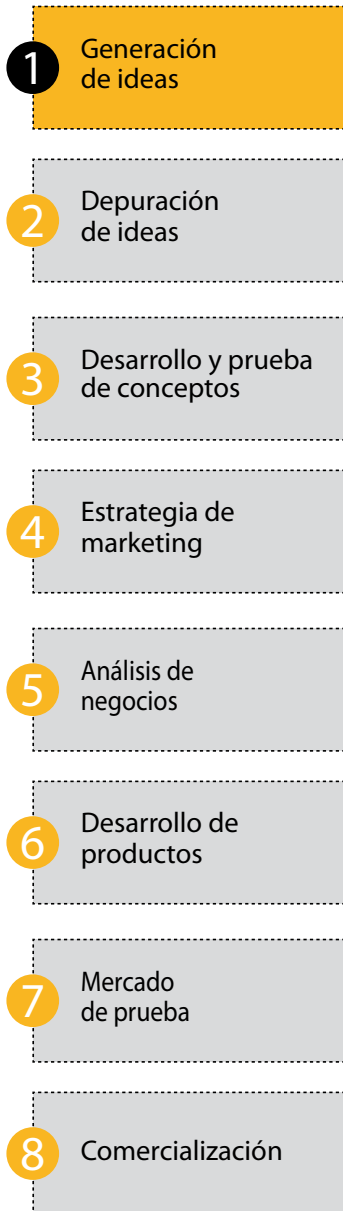 1
Generación
de ideas
2
Depuración
de ideas
3
Desarrollo y prueba
de conceptos
4
Estrategia de
marketing
5
Análisis de
negocios
6
Desarrollo de
productos
7
Mercado
de prueba
8
Comercialización